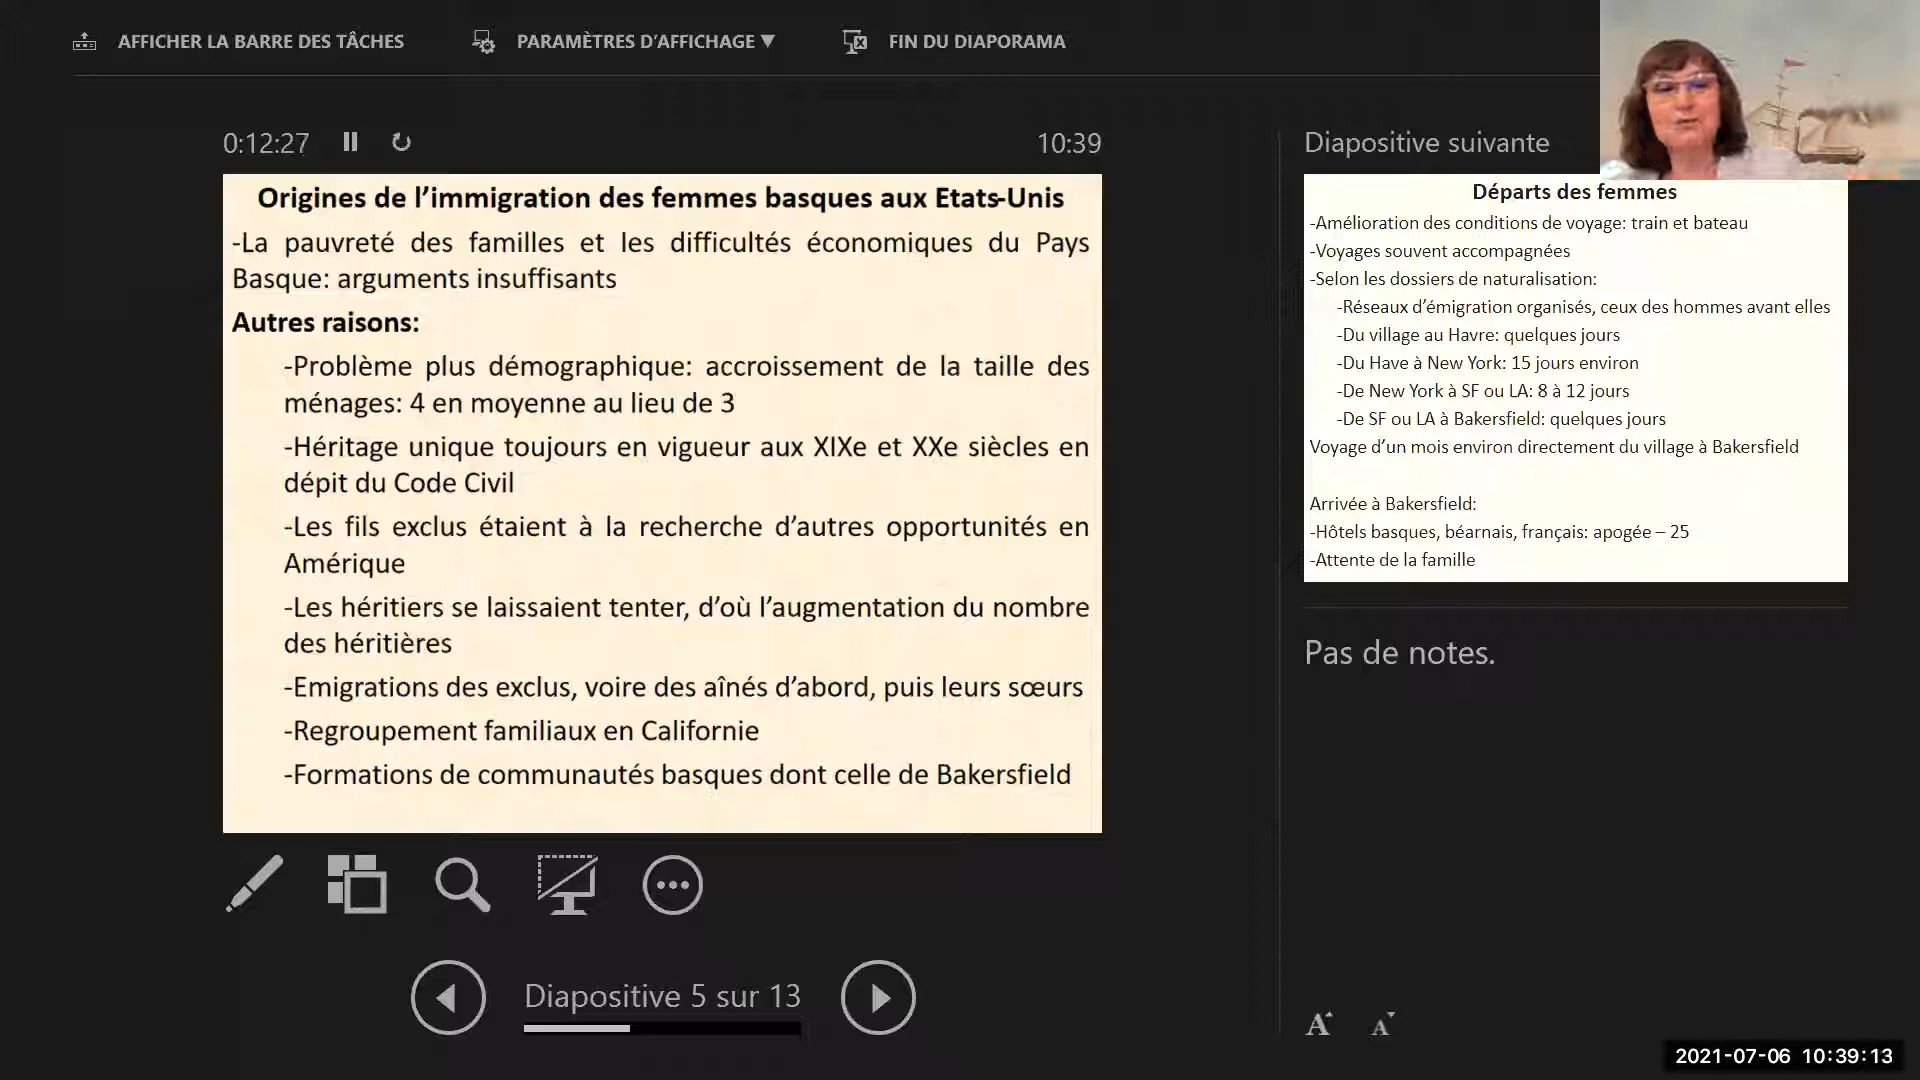 AFFICHER LA BARRE DES TÂCHES
PARAMÈTRES D'AFFICHAGE ▼
FIN DU DIAPORAMA
0:12:27
10:39
Origines de l’immigration des femmes basques aux Etats-Unis
-La pauvreté des familles et les difficultés économiques du Pays
Basque: arguments insuffisants
Autres raisons:
-Problème plus démographique: accroissement de la taille des
ménages: 4 en moyenne au lieu de 3
-Héritage unique toujours en vigueur aux XIXe et XXe siècles en
dépit du Code Civil
-Les fils exclus étaient à la recherche d’autres opportunités en
Amérique
-Les héritiers se laissaient tenter, d’où l’augmentation du nombre
des héritières
-Emigrations des exclus, voire des aînés d’abord, puis leurs sœurs
-Regroupement familiaux en Californie
-Formations de communautés basques dont celle de Bakersfield
Diapositive 5 sur 13
Diapositive suivante
Départs des femmes
-Amélioration des conditions de voyage: train et bateau
-Voyages souvent accompagnées
-Selon les dossiers de naturalisation:
-Réseaux d’émigration organisés, ceux des hommes avant elles
-Du village au Havre: quelques jours
-Du Have à New York: 15 jours environ
-De New York à SF ou LA: 8 à 12 jours
-De SF ou LA à Bakersfield: quelques jours
Voyage d’un mois environ directement du village à Bakersfield
Arrivée à Bakersfield:
-Hôtels basques, béarnais, français: apogée – 25
-Attente de la famille
Pas de notes.
A A
2021-07-06 10:39:13